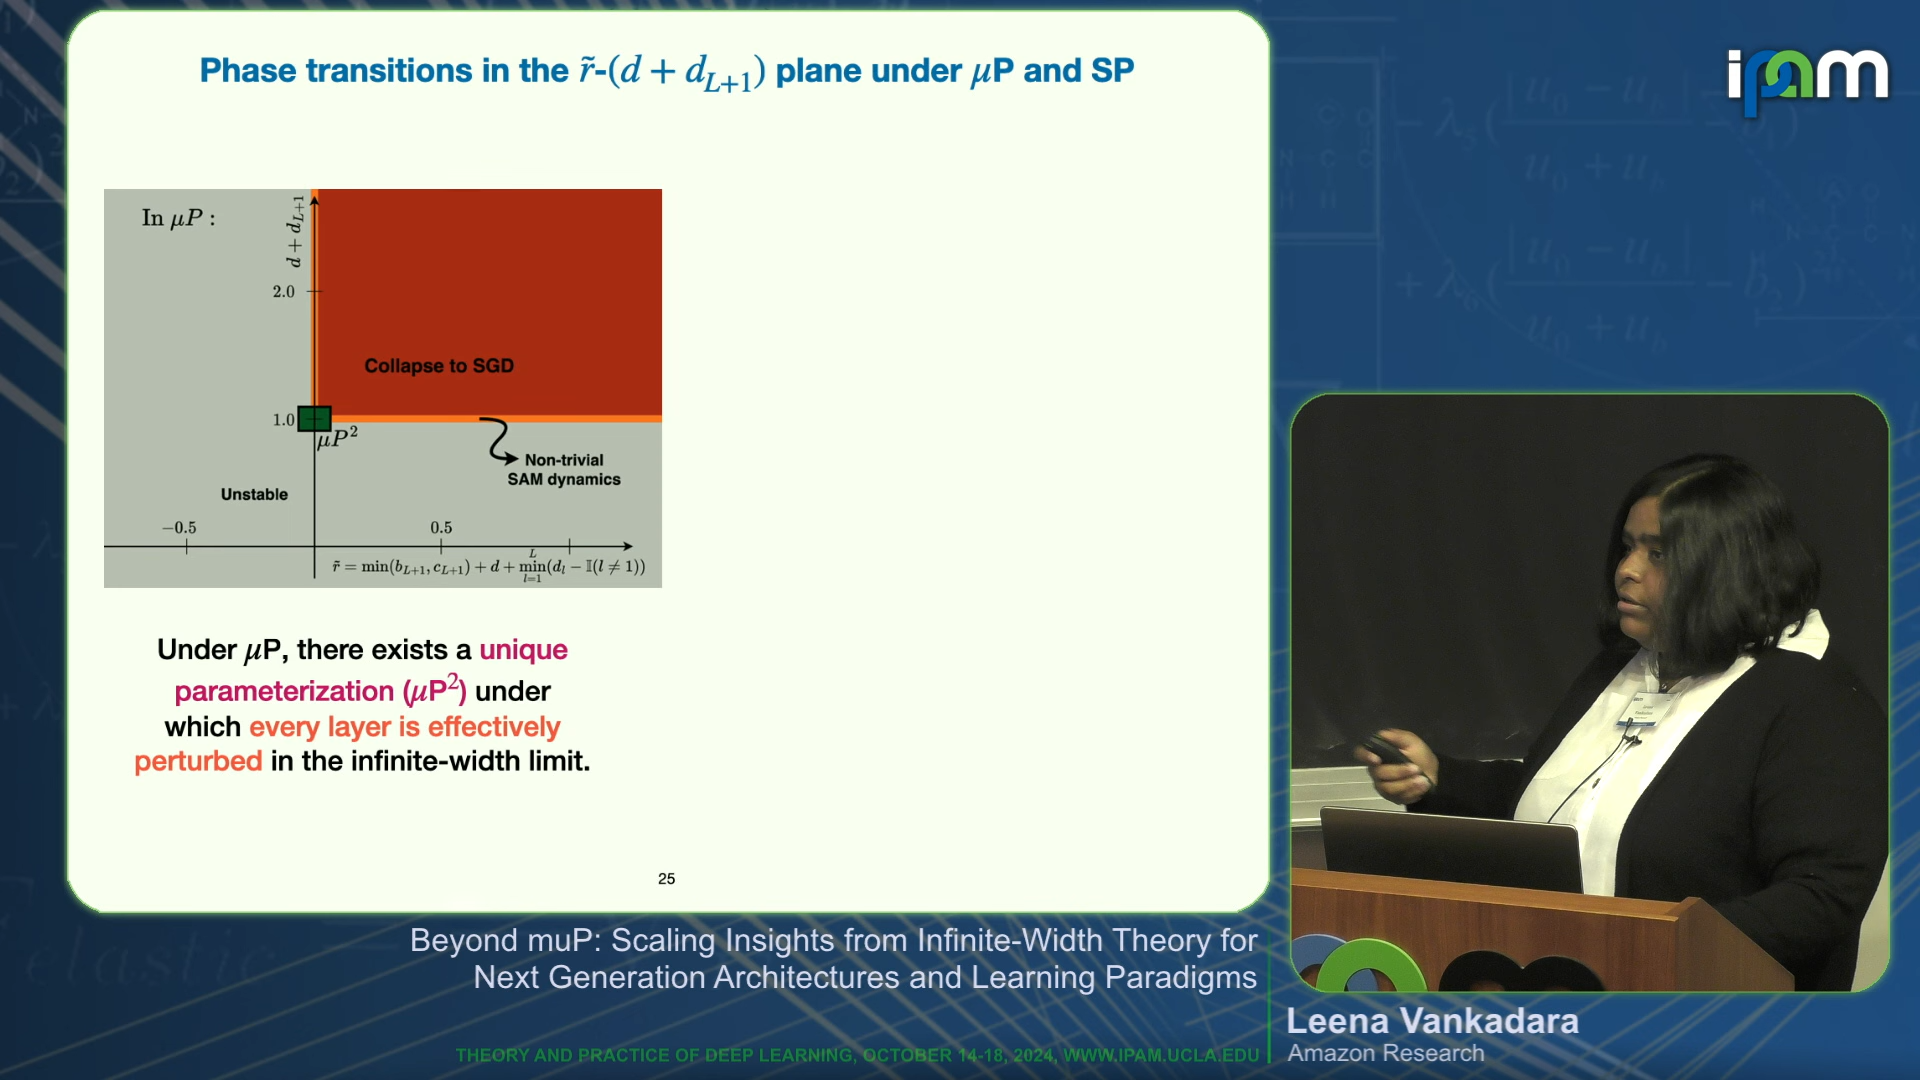 Phase transitions in the r̃-(d + d_{L+1}) plane under μP and SP
ipam
In μP :
d + d_{L+1}
2.0
Collapse to SGD
1.0
μP²
Non-trivial
SAM dynamics
Unstable
−0.5
0.5
r̃ = min(b_{L+1}, c_{L+1}) + d + min_{l=1}^{L}(d_l − 𝕀(l ≠ 1))
Under μP, there exists a unique
parameterization (μP²) under
which every layer is effectively
perturbed in the infinite-width limit.
25
Beyond muP: Scaling Insights from Infinite-Width Theory for
Next Generation Architectures and Learning Paradigms
Leena Vankadara
Amazon Research
THEORY AND PRACTICE OF DEEP LEARNING, OCTOBER 14-18, 2024, WWW.IPAM.UCLA.EDU
elastic